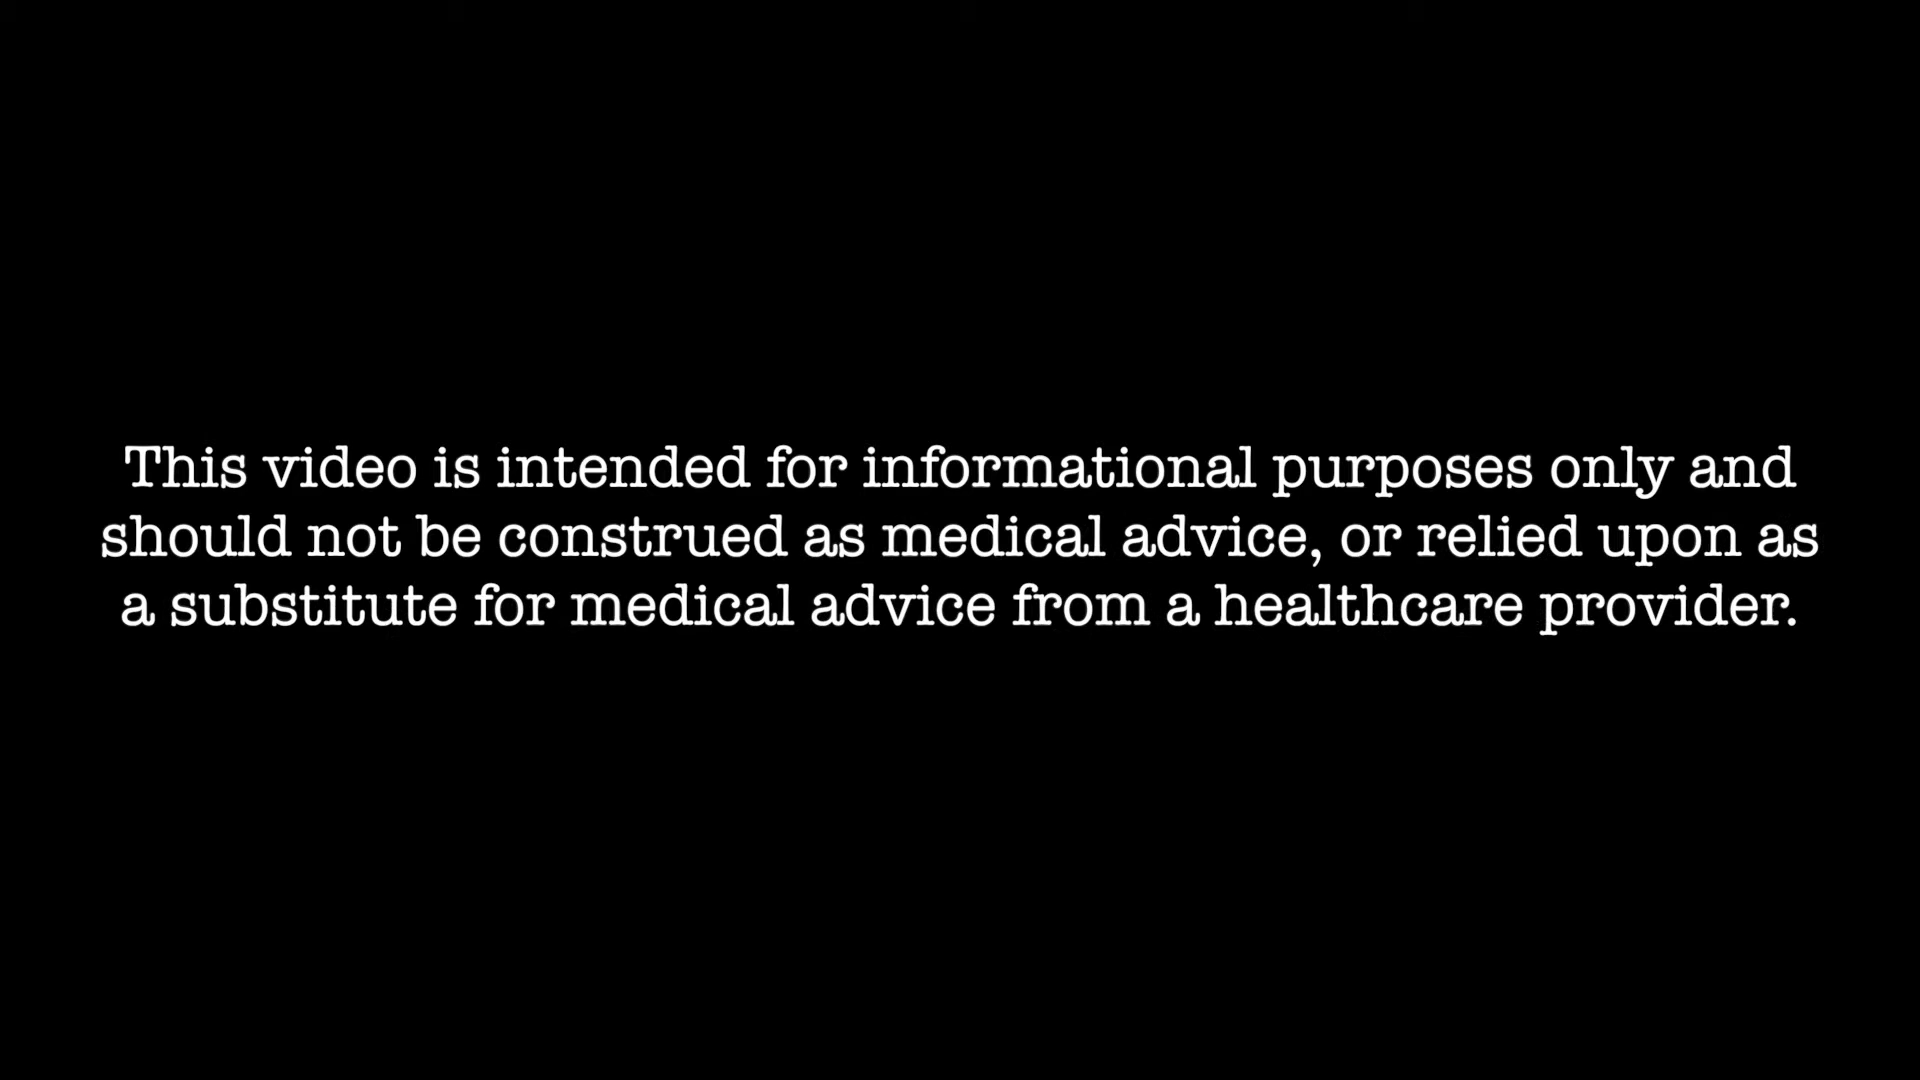 This video is intended for informational purposes only and
should not be construed as medical advice, or relied upon as
a substitute for medical advice from a healthcare provider.